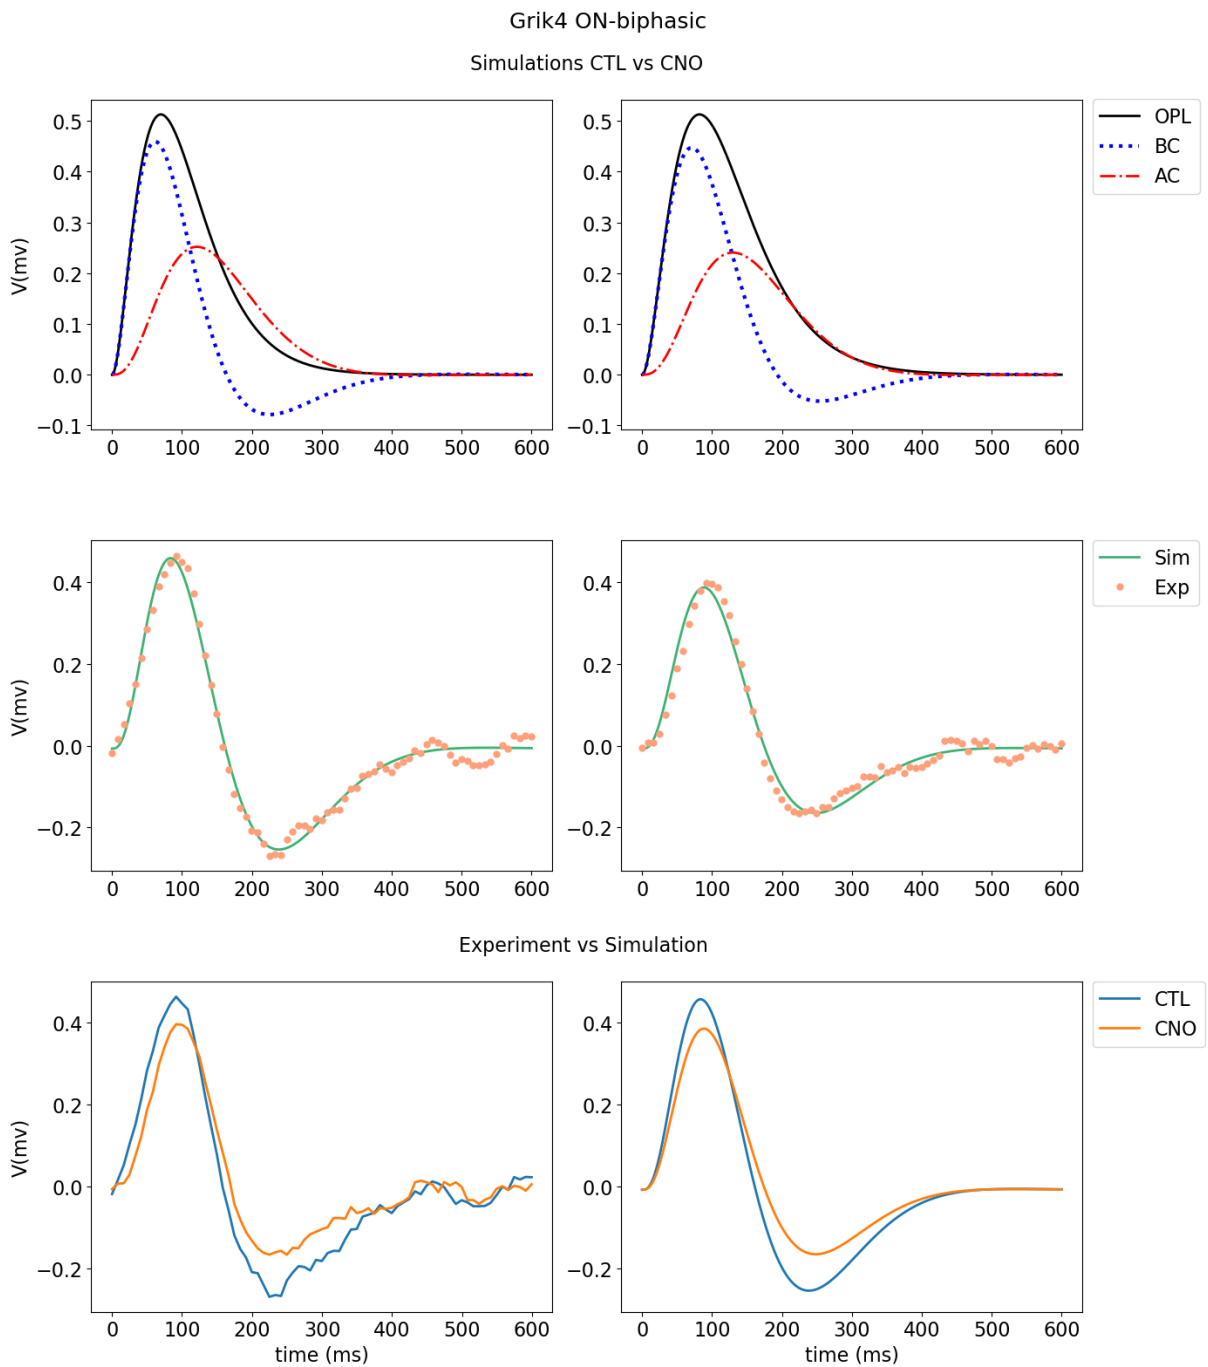 Grik4 ON-biphasic
Simulations CTL vs CNO
V(mv)
0.5
0.4
0.3
0.2
0.1
0.0
−0.1
0 100 200 300 400 500 600
0.5
0.4
0.3
0.2
0.1
0.0
−0.1
0 100 200 300 400 500 600
OPL
BC
AC
V(mv)
0.4
0.2
0.0
−0.2
0 100 200 300 400 500 600
0.4
0.2
0.0
−0.2
0 100 200 300 400 500 600
Sim
Exp
Experiment vs Simulation
V(mv)
0.4
0.2
0.0
−0.2
0 100 200 300 400 500 600
time (ms)
0.4
0.2
0.0
−0.2
0 100 200 300 400 500 600
time (ms)
CTL
CNO